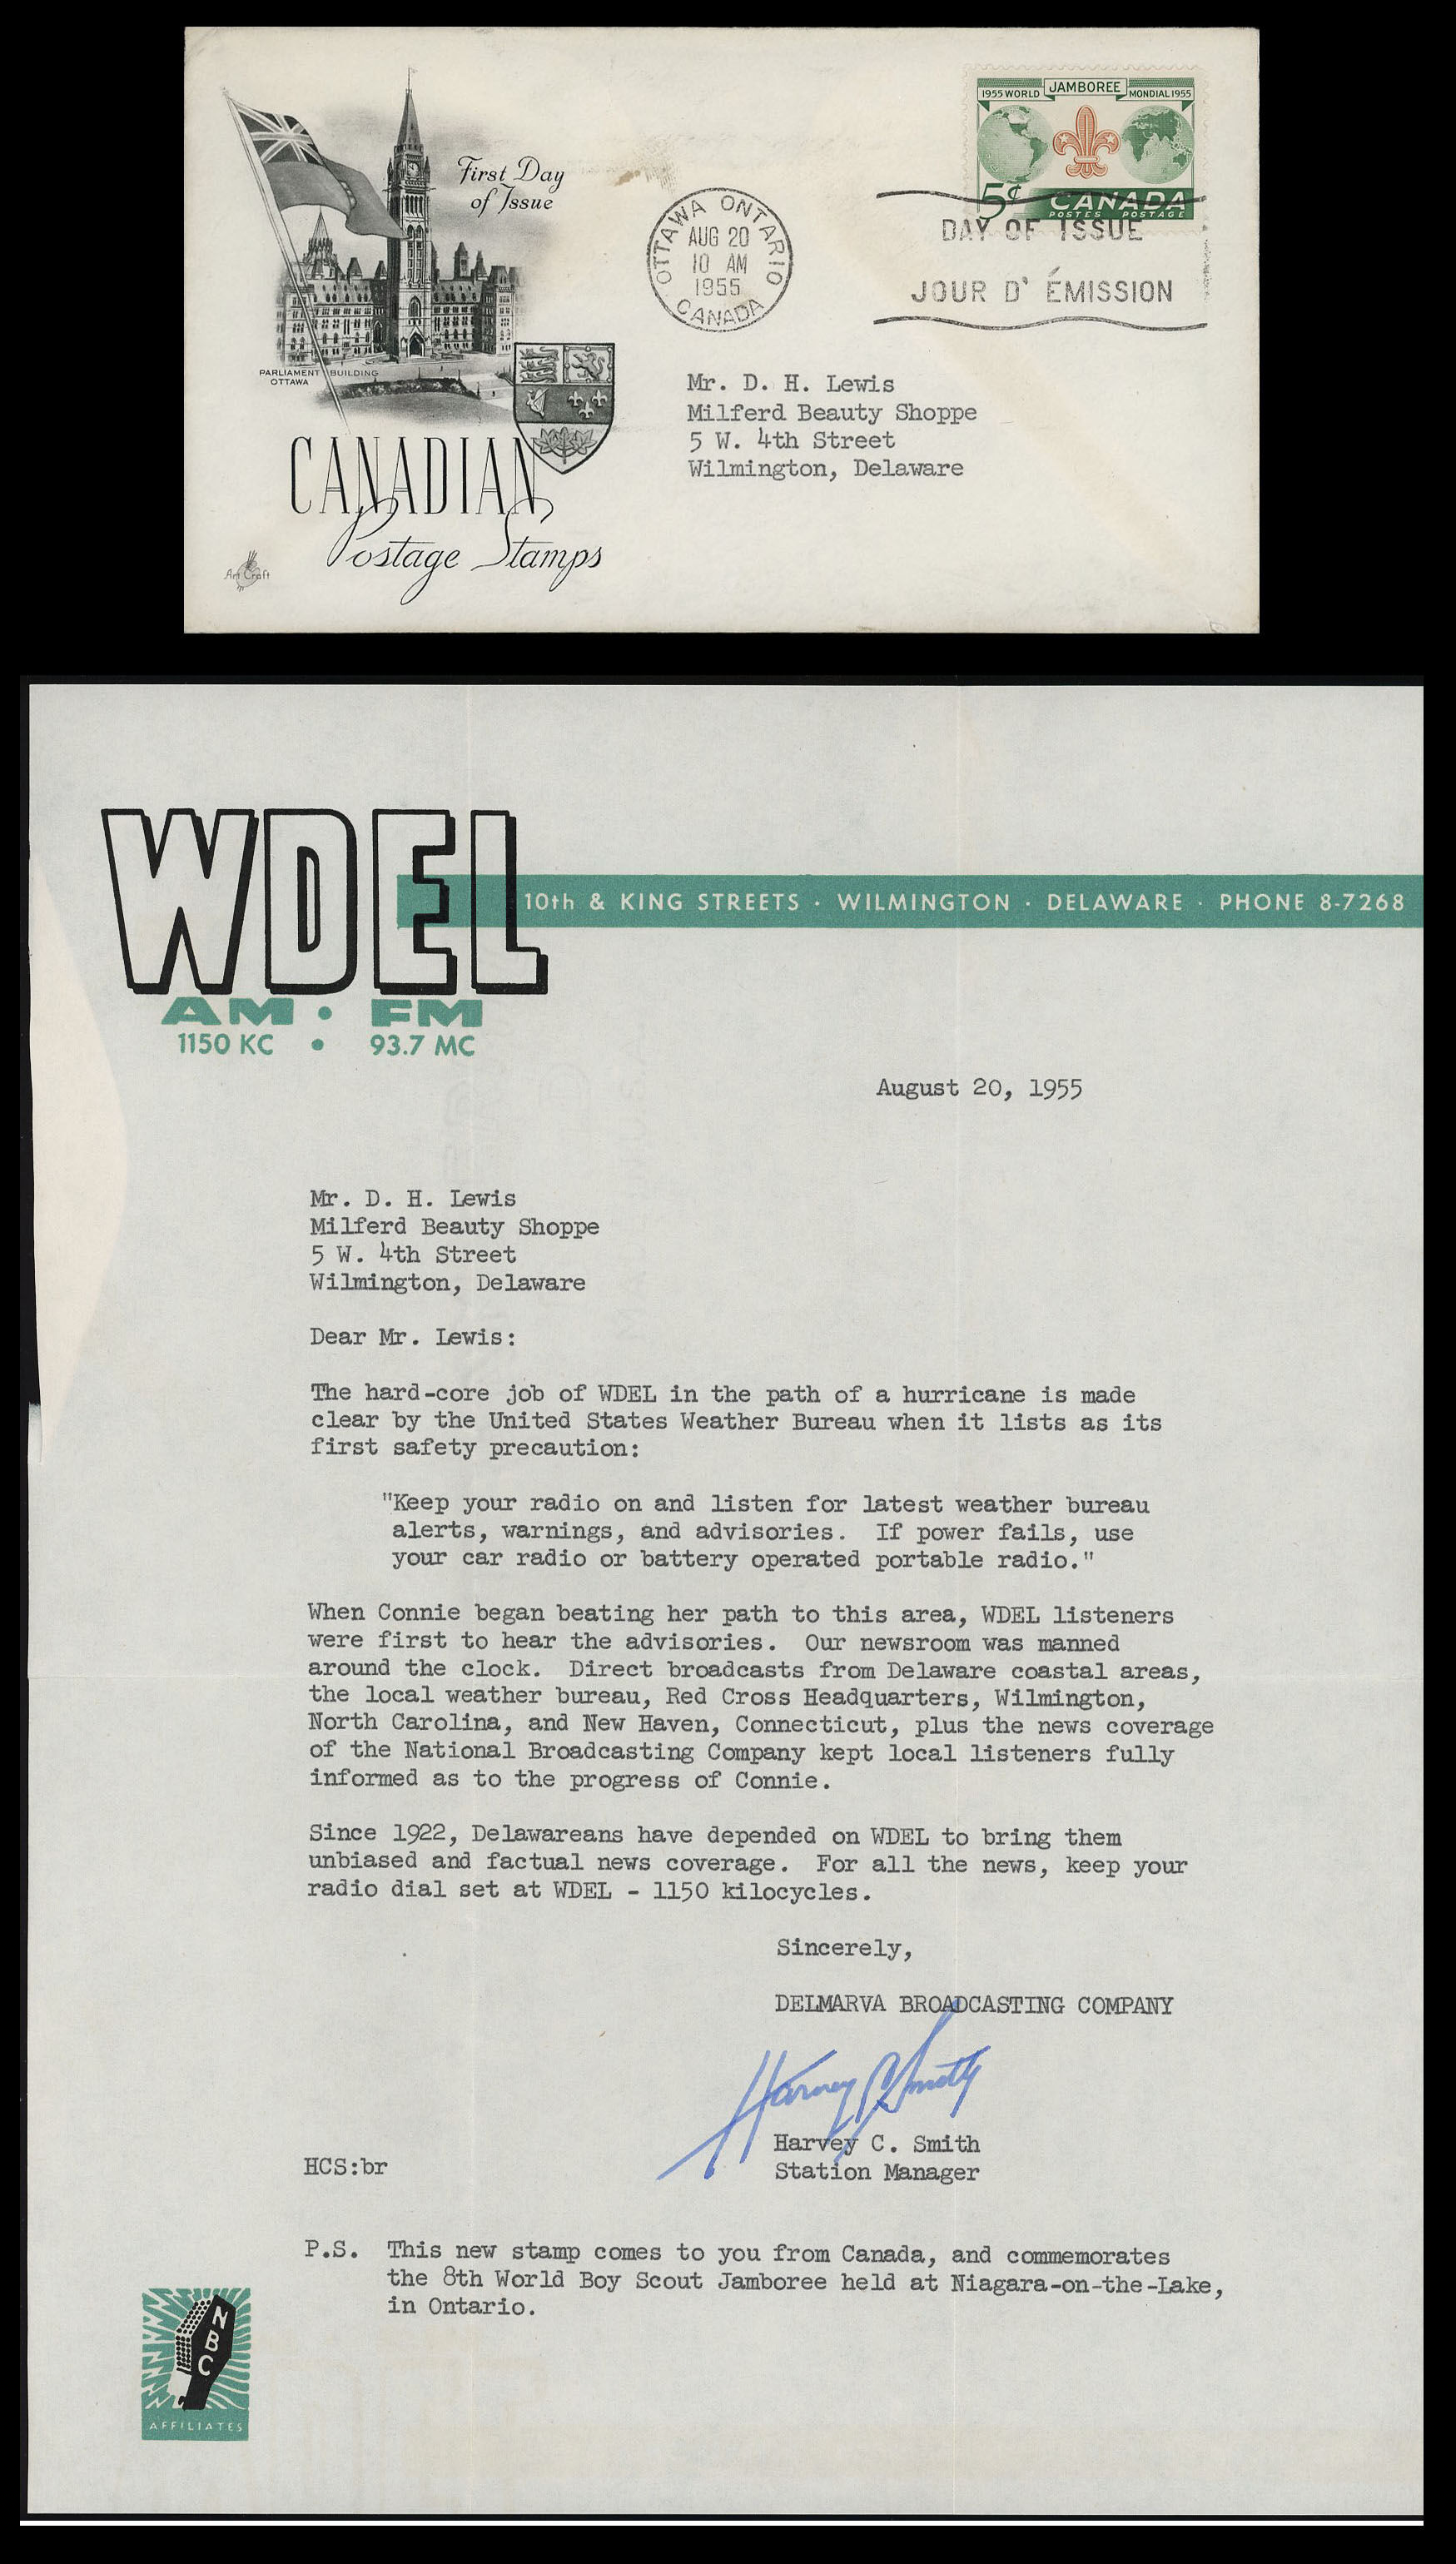 First Day
of Issue
PARLIAMENT BUILDING
OTTAWA
CANADIAN
Postage Stamps
Art Craft
OTTAWA ONTARIO
AUG 20
10 AM
1955
CANADA
1955 WORLD JAMBOREE MONDIAL 1955
5¢ CANADA
POSTES POSTAGE
DAY OF ISSUE
JOUR D' ÉMISSION
Mr. D. H. Lewis
Milferd Beauty Shoppe
5 W. 4th Street
Wilmington, Delaware
WDEL
10th & KING STREETS · WILMINGTON · DELAWARE · PHONE 8-7268
AM • FM
1150 KC • 93.7 MC
August 20, 1955
Mr. D. H. Lewis
Milferd Beauty Shoppe
5 W. 4th Street
Wilmington, Delaware
Dear Mr. Lewis:
The hard-core job of WDEL in the path of a hurricane is made
clear by the United States Weather Bureau when it lists as its
first safety precaution:
"Keep your radio on and listen for latest weather bureau
alerts, warnings, and advisories. If power fails, use
your car radio or battery operated portable radio."
When Connie began beating her path to this area, WDEL listeners
were first to hear the advisories. Our newsroom was manned
around the clock. Direct broadcasts from Delaware coastal areas,
the local weather bureau, Red Cross Headquarters, Wilmington,
North Carolina, and New Haven, Connecticut, plus the news coverage
of the National Broadcasting Company kept local listeners fully
informed as to the progress of Connie.
Since 1922, Delawareans have depended on WDEL to bring them
unbiased and factual news coverage. For all the news, keep your
radio dial set at WDEL - 1150 kilocycles.
Sincerely,
DELMARVA BROADCASTING COMPANY
Harvey C Smith
Harvey C. Smith
HCS:br
Station Manager
P.S. This new stamp comes to you from Canada, and commemorates
the 8th World Boy Scout Jamboree held at Niagara-on-the-Lake,
in Ontario.
NBC
AFFILIATES